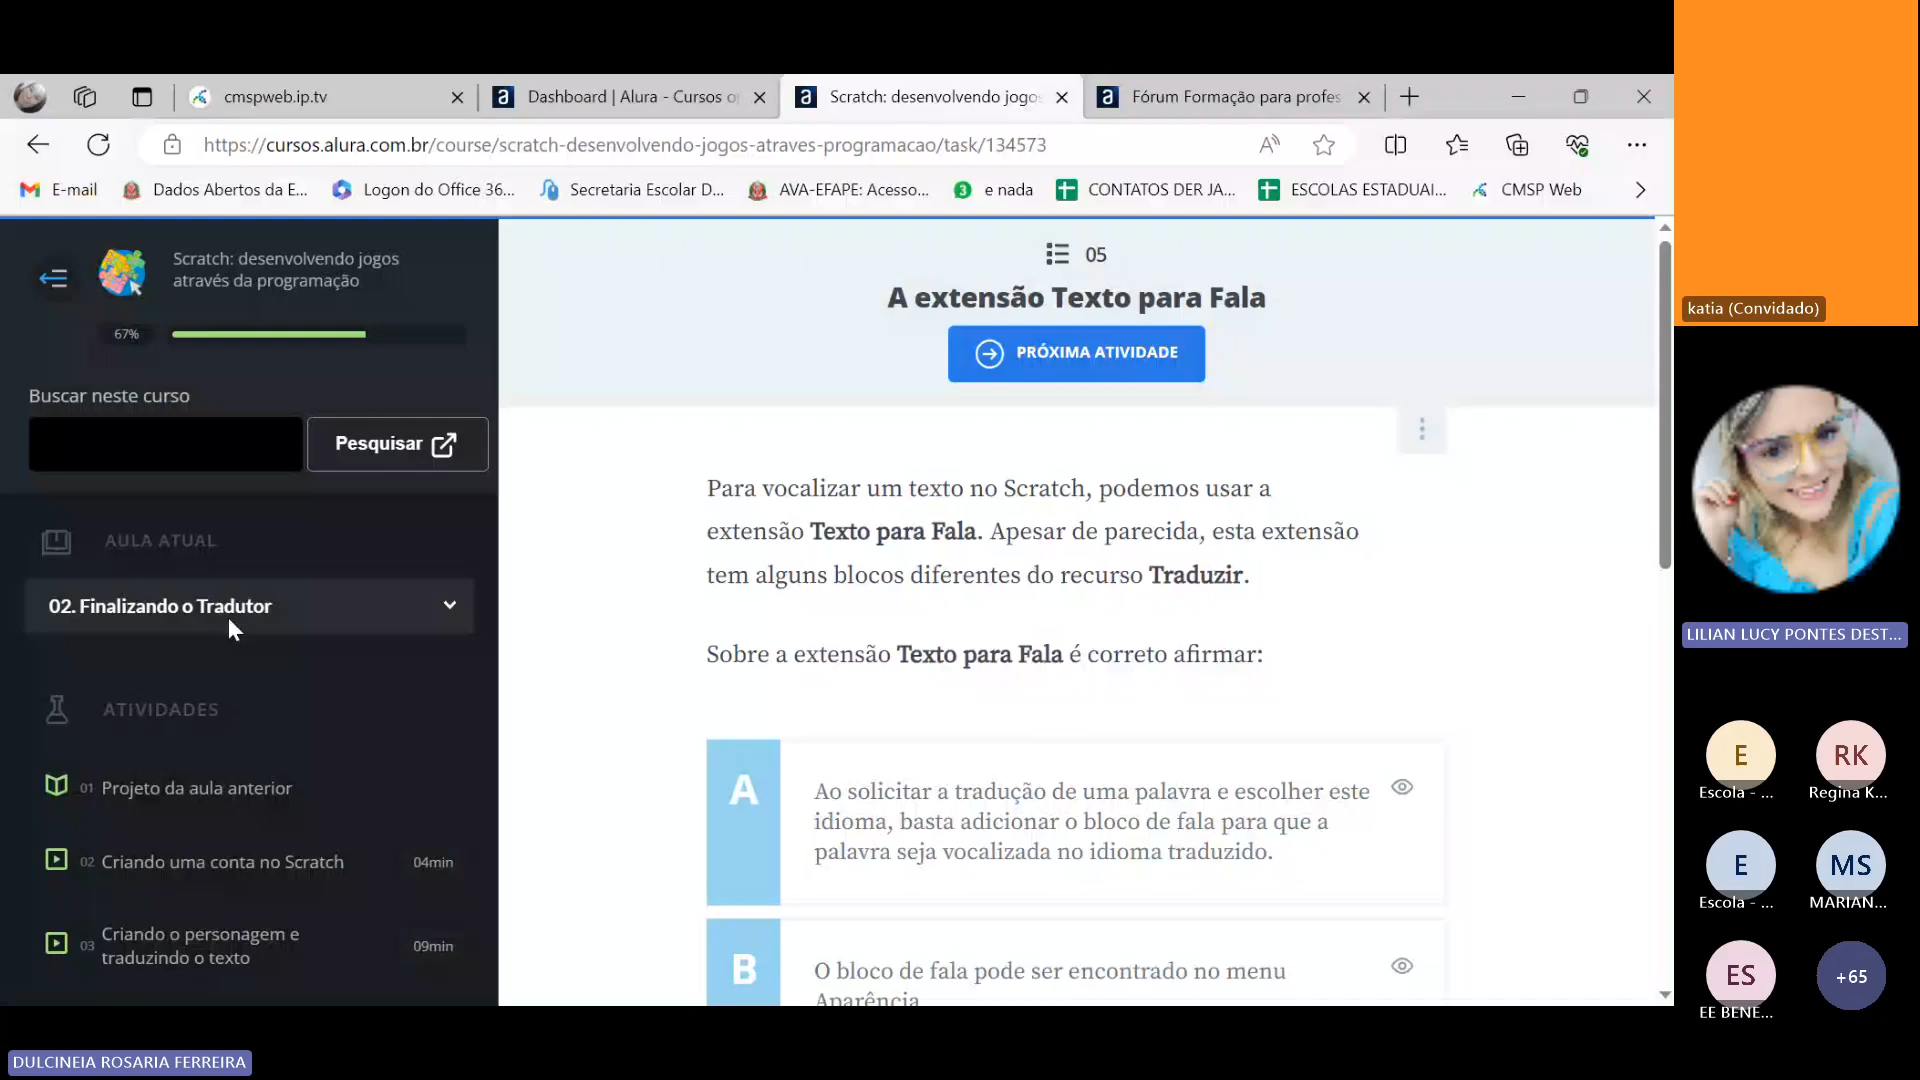 cmspweb.ip.tv
Dashboard | Alura - Cursos o
Scratch: desenvolvendo jogo
Fórum Formação para profes
https://cursos.alura.com.br/course/scratch-desenvolvendo-jogos-atraves-programacao/task/134573
E-mail
Dados Abertos da E...
Logon do Office 36...
Secretaria Escolar D...
AVA-EFAPE: Acesso...
3 e nada
CONTATOS DER JA...
ESCOLAS ESTADUAI...
CMSP Web
Scratch: desenvolvendo jogos
através da programação
67%
Buscar neste curso
Pesquisar
AULA ATUAL
02. Finalizando o Tradutor
ATIVIDADES
01 Projeto da aula anterior
02 Criando uma conta no Scratch 04min
03 Criando o personagem e
traduzindo o texto 09min
05
A extensão Texto para Fala
PRÓXIMA ATIVIDADE
Para vocalizar um texto no Scratch, podemos usar a
extensão Texto para Fala. Apesar de parecida, esta extensão
tem alguns blocos diferentes do recurso Traduzir.
Sobre a extensão Texto para Fala é correto afirmar:
A
Ao solicitar a tradução de uma palavra e escolher este
idioma, basta adicionar o bloco de fala para que a
palavra seja vocalizada no idioma traduzido.
B
O bloco de fala pode ser encontrado no menu
Aparência
katia (Convidado)
LILIAN LUCY PONTES DEST...
E
Escola - ...
RK
Regina K...
E
Escola - ...
MS
MARIAN...
ES
EE BENE...
+65
DULCINEIA ROSARIA FERREIRA